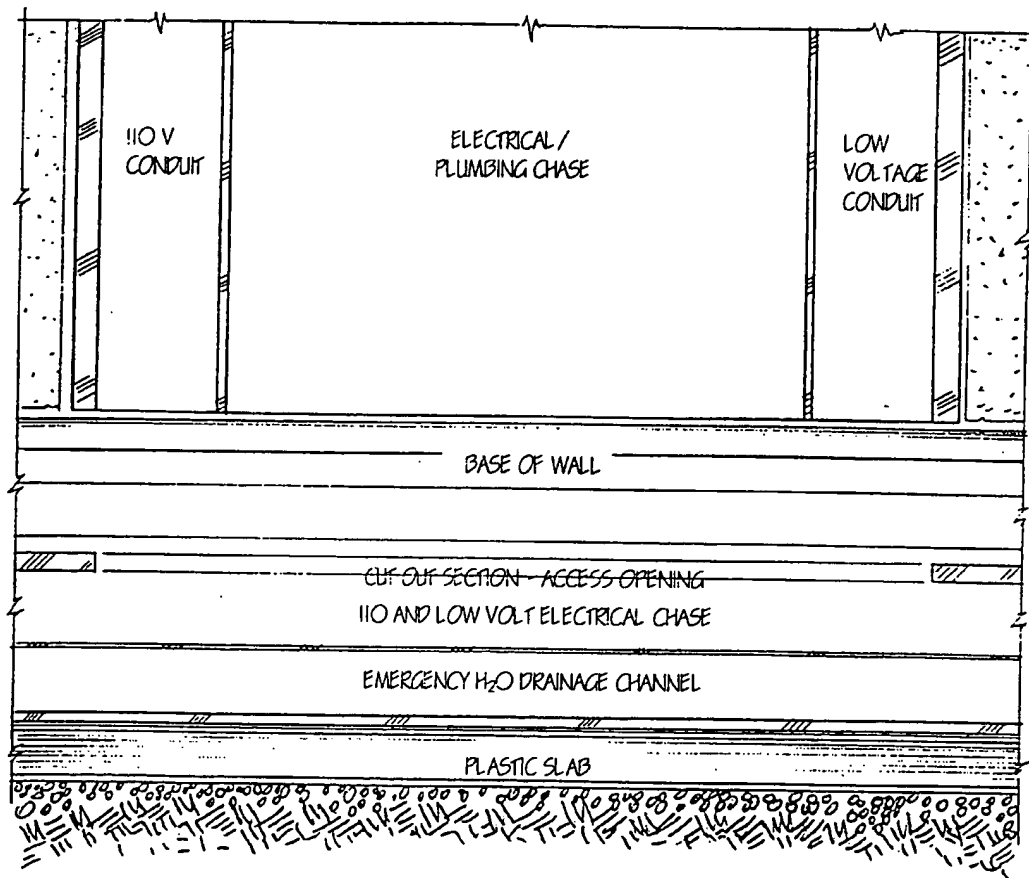 110 V
CONDUIT
ELECTRICAL /
PLUMBING CHASE
LOW
VOLTAGE
CONDUIT
BASE OF WALL
CUT OUT SECTION - ACCESS OPENING
110 AND LOW VOLT ELECTRICAL CHASE
EMERGENCY H₂O DRAINAGE CHANNEL
PLASTIC SLAB